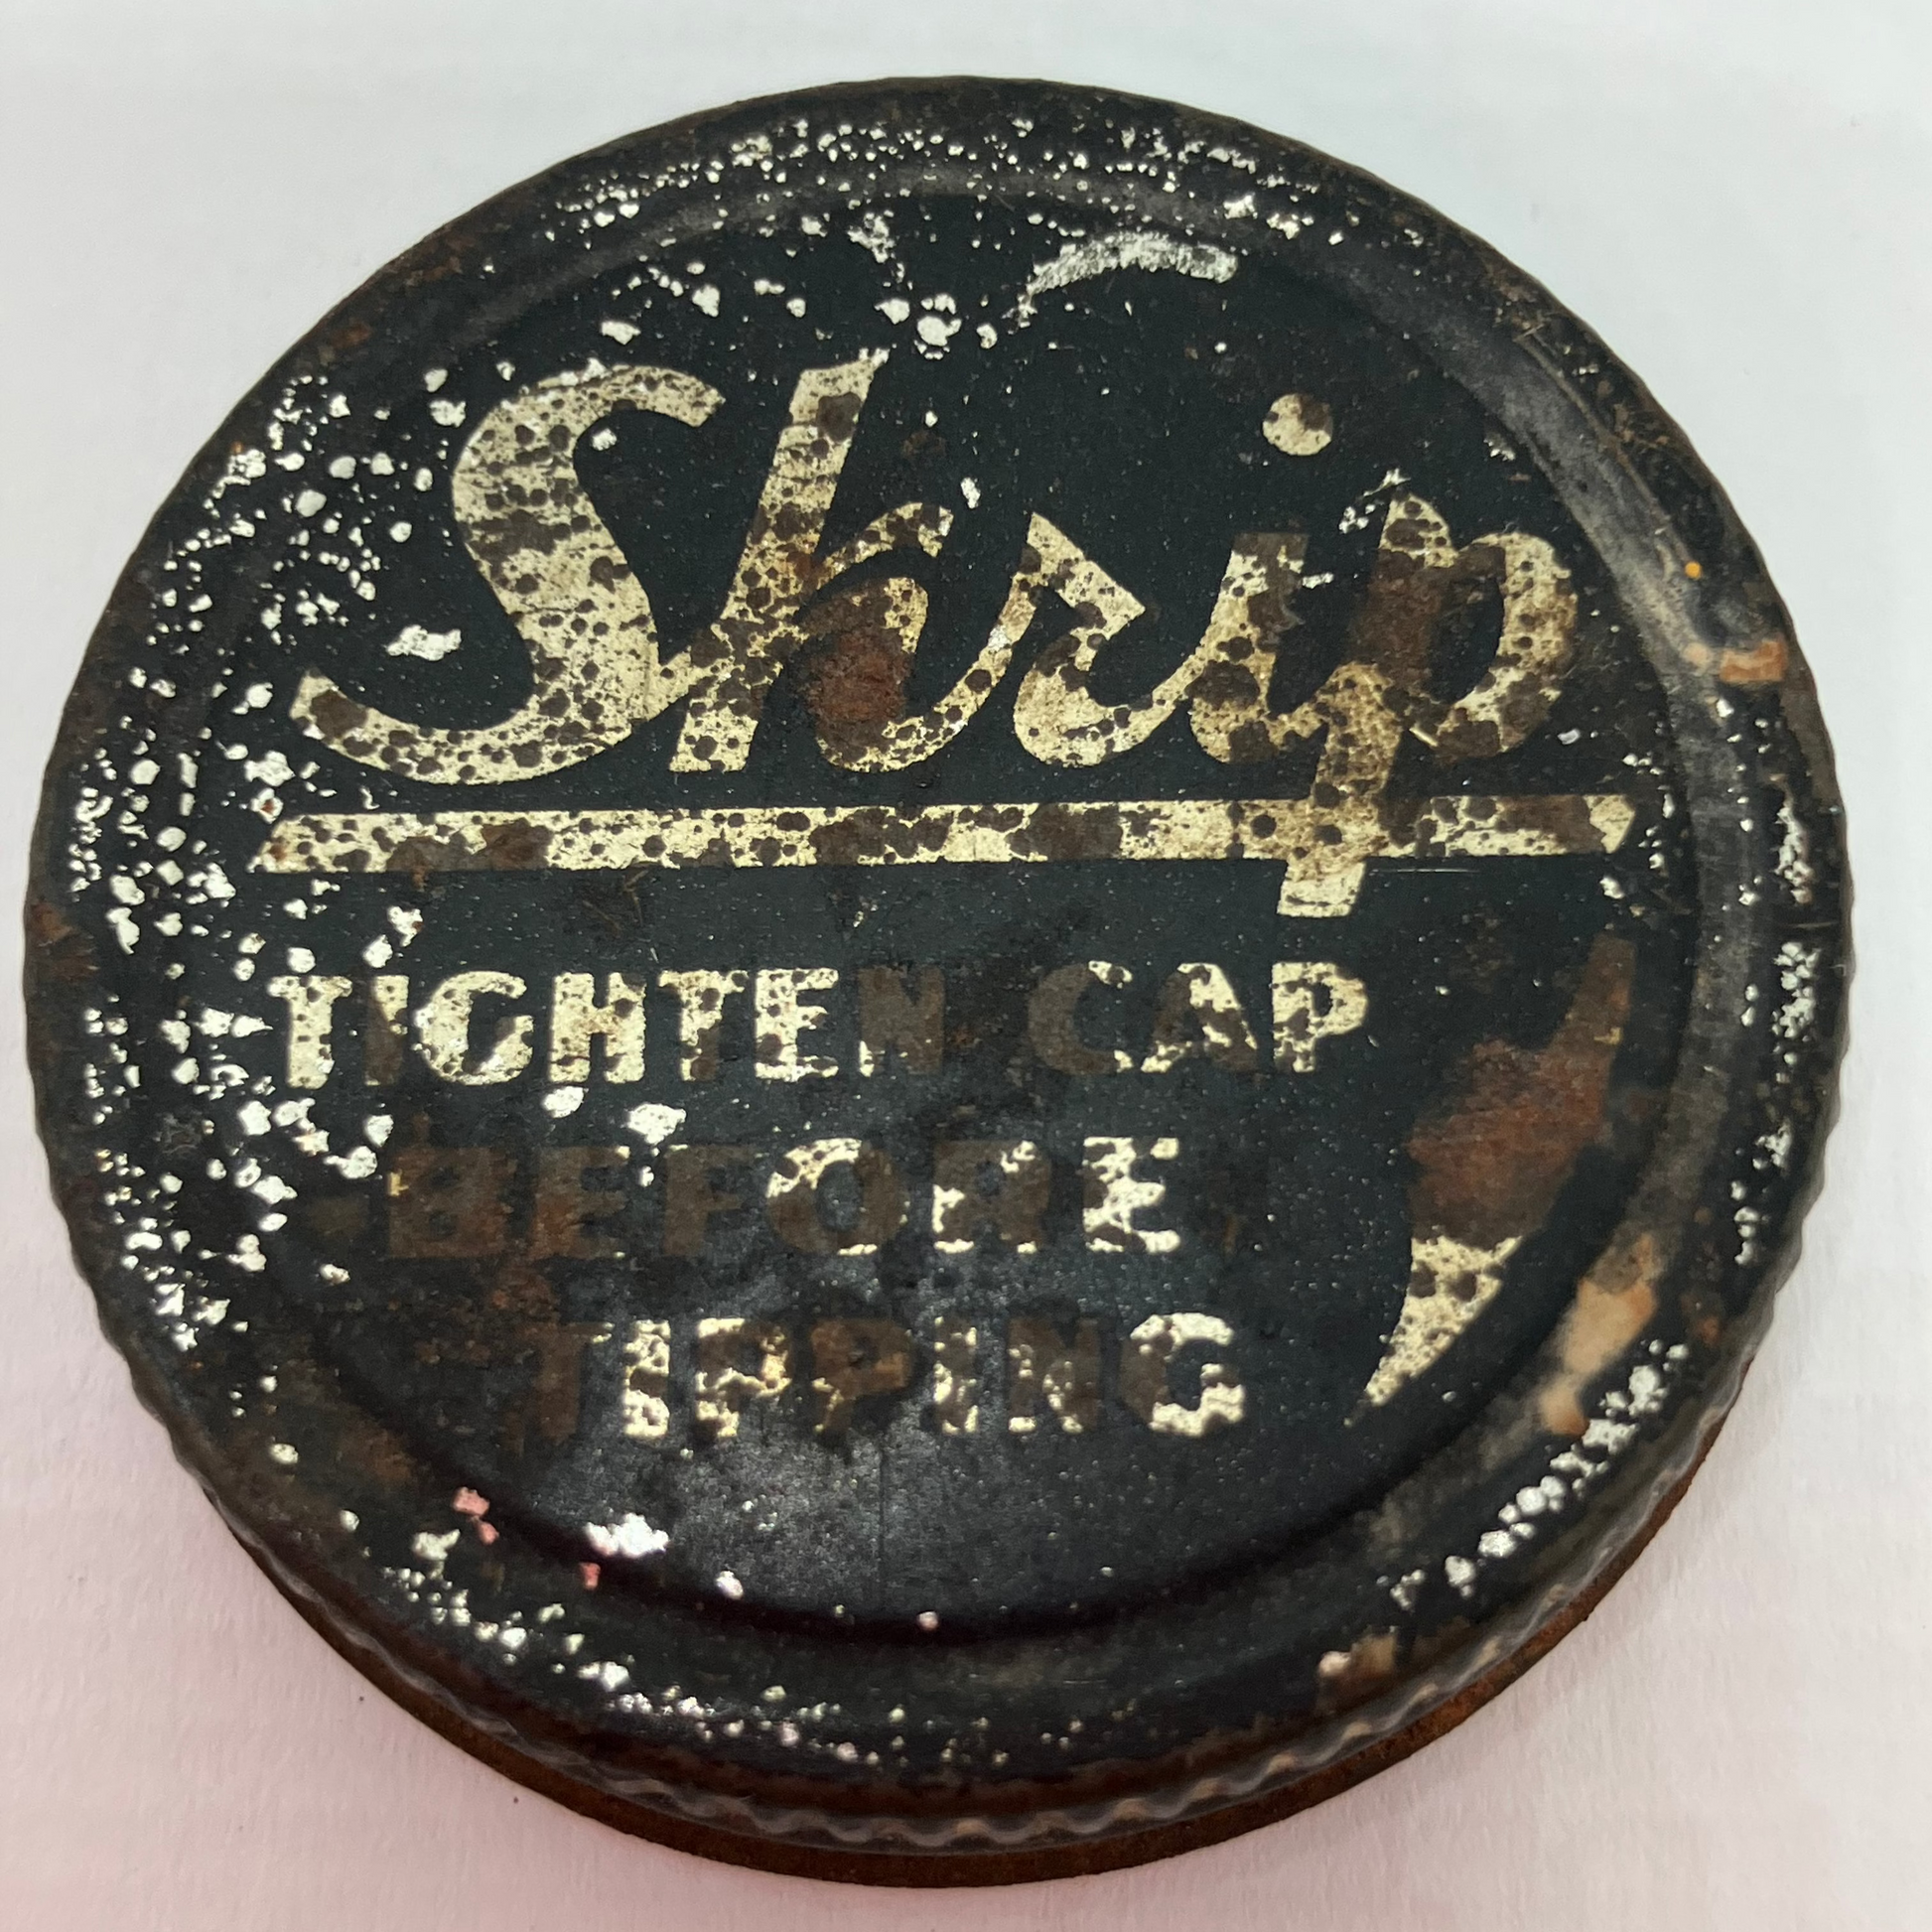 Skrip
TIGHTEN CAP
BEFORE
TIPPING